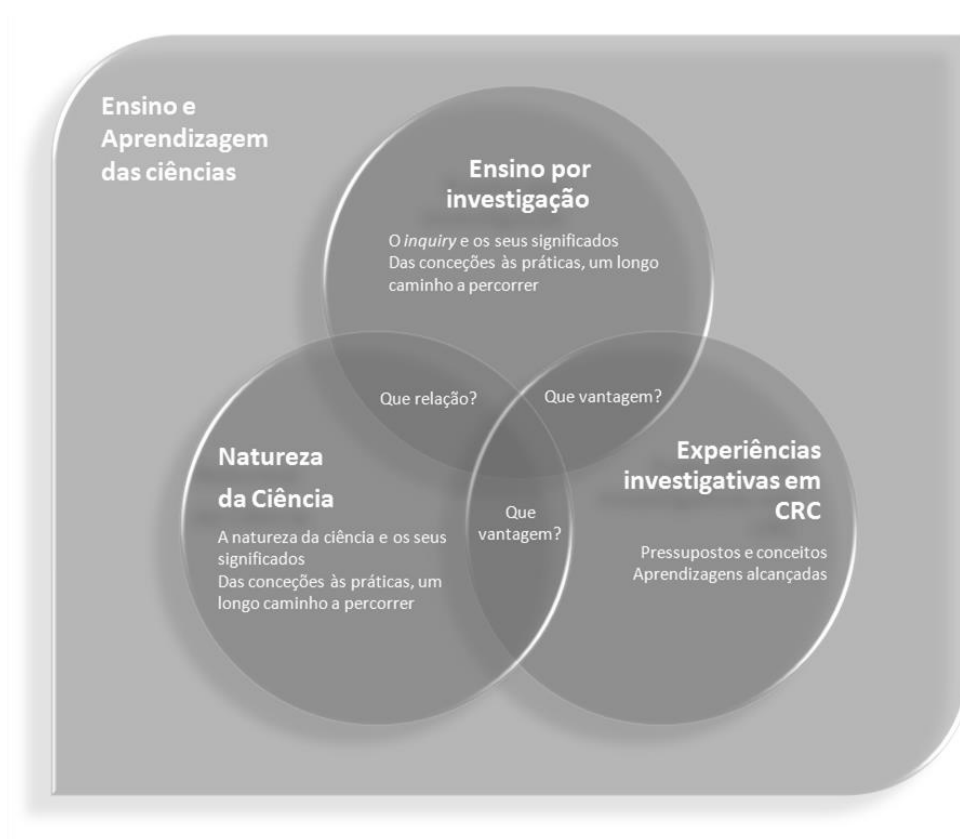 Ensino e
Aprendizagem
das ciências
Ensino por
investigação
O inquiry e os seus significados
Das conceções às práticas, um longo
caminho a percorrer
Que relação?
Que vantagem?
Natureza
da Ciência
A natureza da ciência e os seus
significados
Das conceções às práticas, um
longo caminho a percorrer
Que
vantagem?
Experiências
investigativas em
CRC
Pressupostos e conceitos
Aprendizagens alcançadas